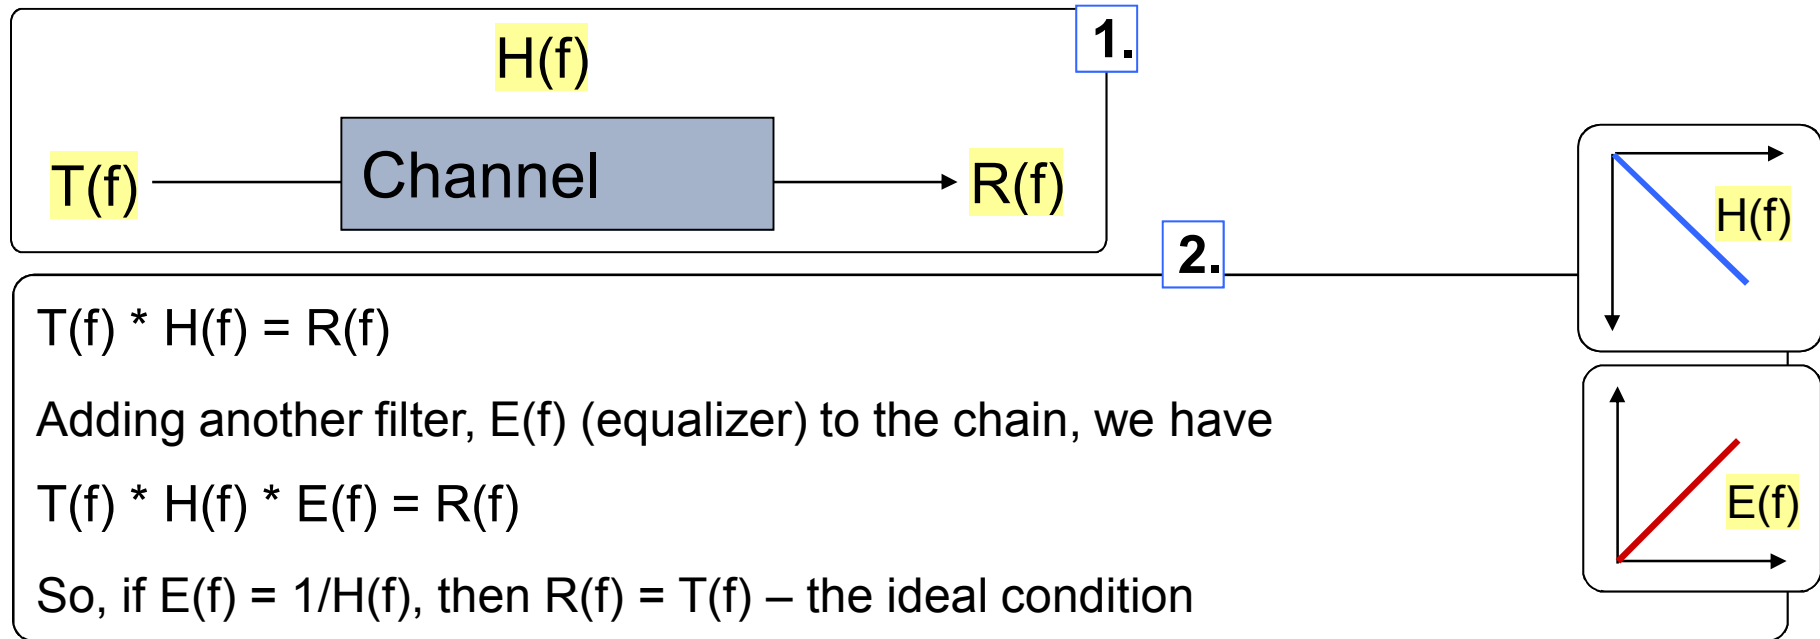 H(f)
1.
T(f)
Channel
R(f)
2.
H(f)
T(f) * H(f) = R(f)
Adding another filter, E(f) (equalizer) to the chain, we have
T(f) * H(f) * E(f) = R(f)
E(f)
So, if E(f) = 1/H(f), then R(f) = T(f) – the ideal condition